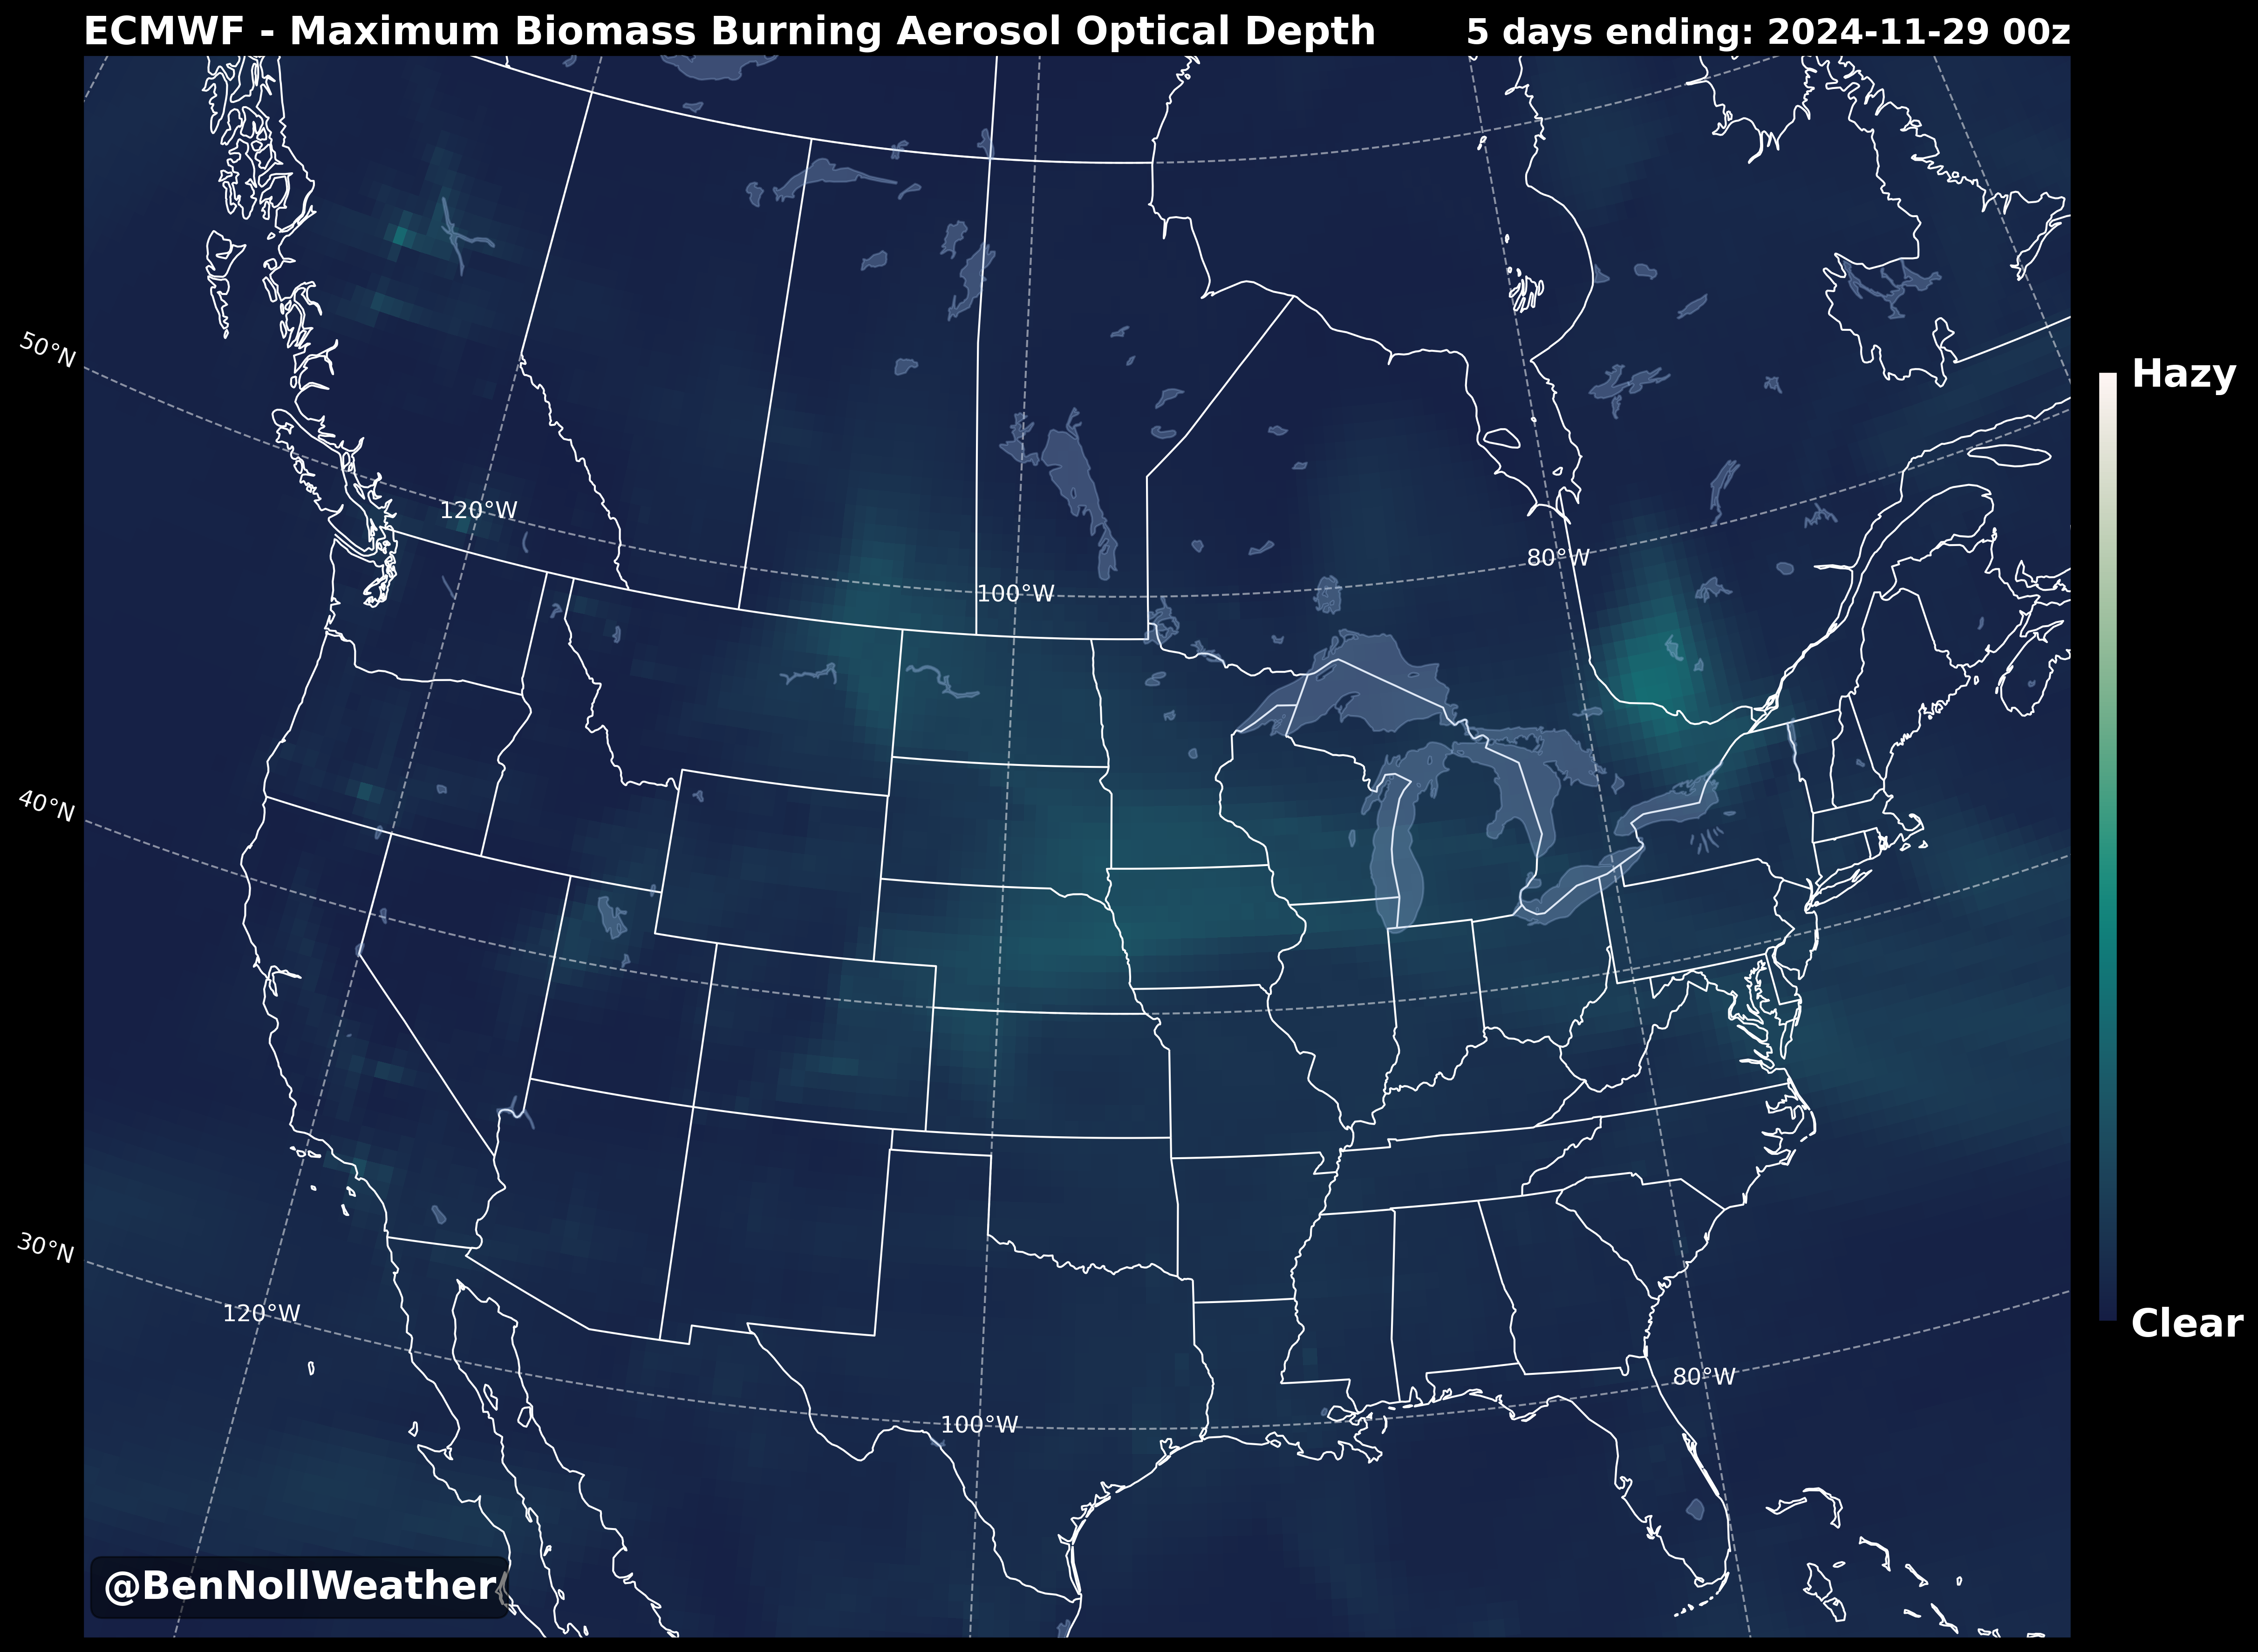 ECMWF - Maximum Biomass Burning Aerosol Optical Depth
5 days ending: 2024-11-29 00z
50°N
Hazy
120°W
80°W
100°W
40°N
30°N
120°W
Clear
80°W
100°W
@BenNollWeather